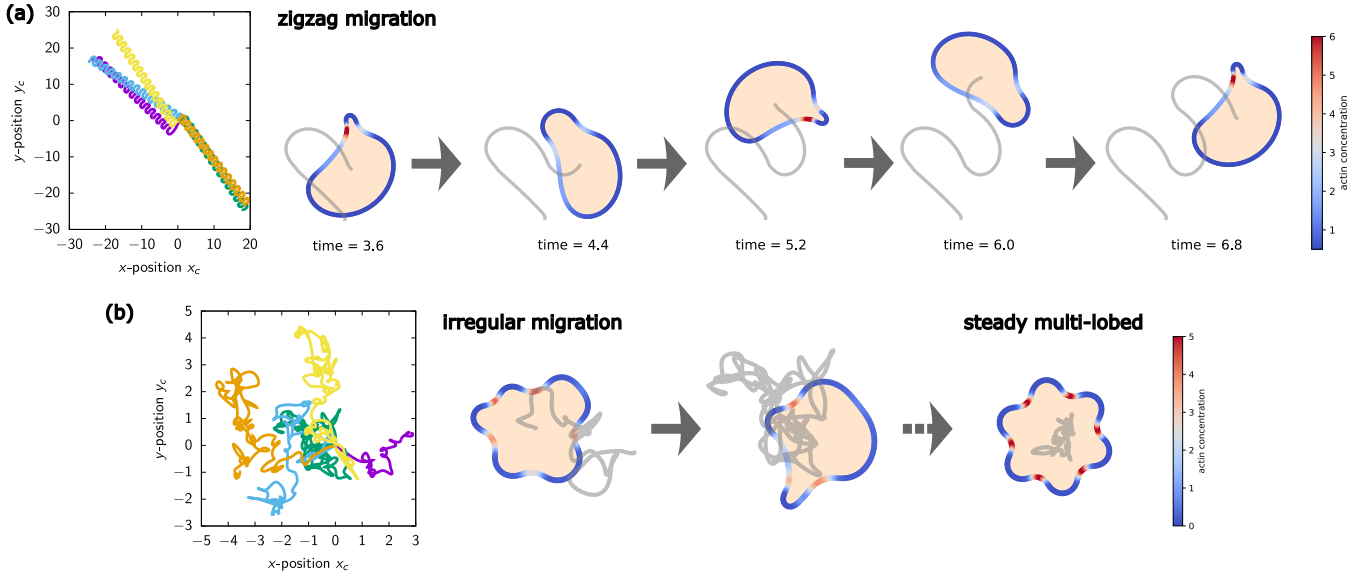 (a)
zigzag migration
y-position y_c
30
20
10
0
−10
−20
−30
−30 −20 −10 0 10 20
x-position x_c
time = 3.6
time = 4.4
time = 5.2
time = 6.0
time = 6.8
6
5
4
3
2
1
actin concentration
(b)
irregular migration
steady multi-lobed
y-position y_c
5
4
3
2
1
0
−1
−2
−3
−5 −4 −3 −2 −1 0 1 2 3
x-position x_c
5
4
3
2
1
0
actin concentration